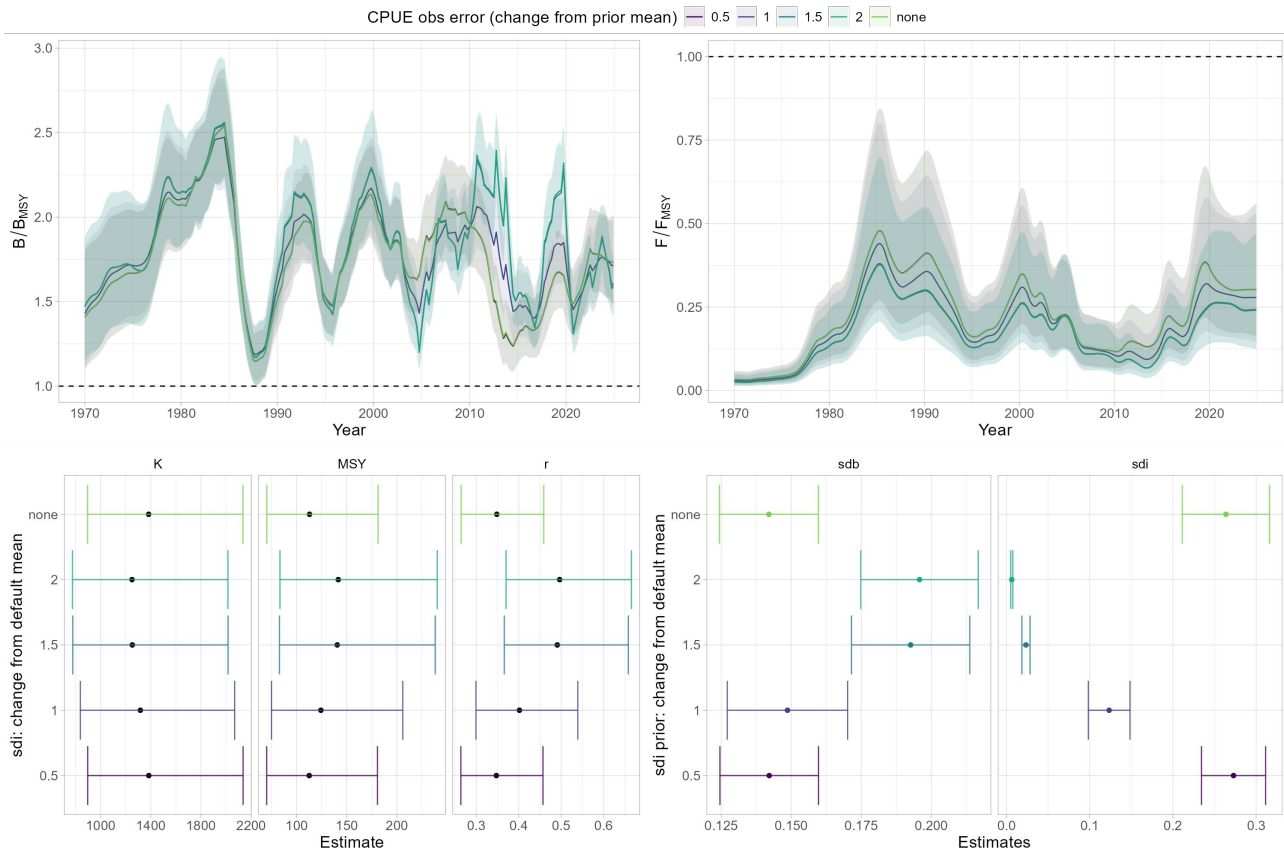 CPUE obs error (change from prior mean) 0.5 1 1.5 2 none
B/B_MSY
3.0
2.5
2.0
1.5
1.0
1970 1980 1990 2000 2010 2020
Year
F/F_MSY
1.00
0.75
0.50
0.25
0.00
1970 1980 1990 2000 2010 2020
Year
K MSY r
sdi: change from default mean
none
2
1.5
1
0.5
1000 1400 1800 2200 100 150 200 0.3 0.4 0.5 0.6
Estimate
sdb sdi
sdi prior: change from default mean
none
2
1.5
1
0.5
0.125 0.150 0.175 0.200 0.0 0.1 0.2 0.3
Estimates